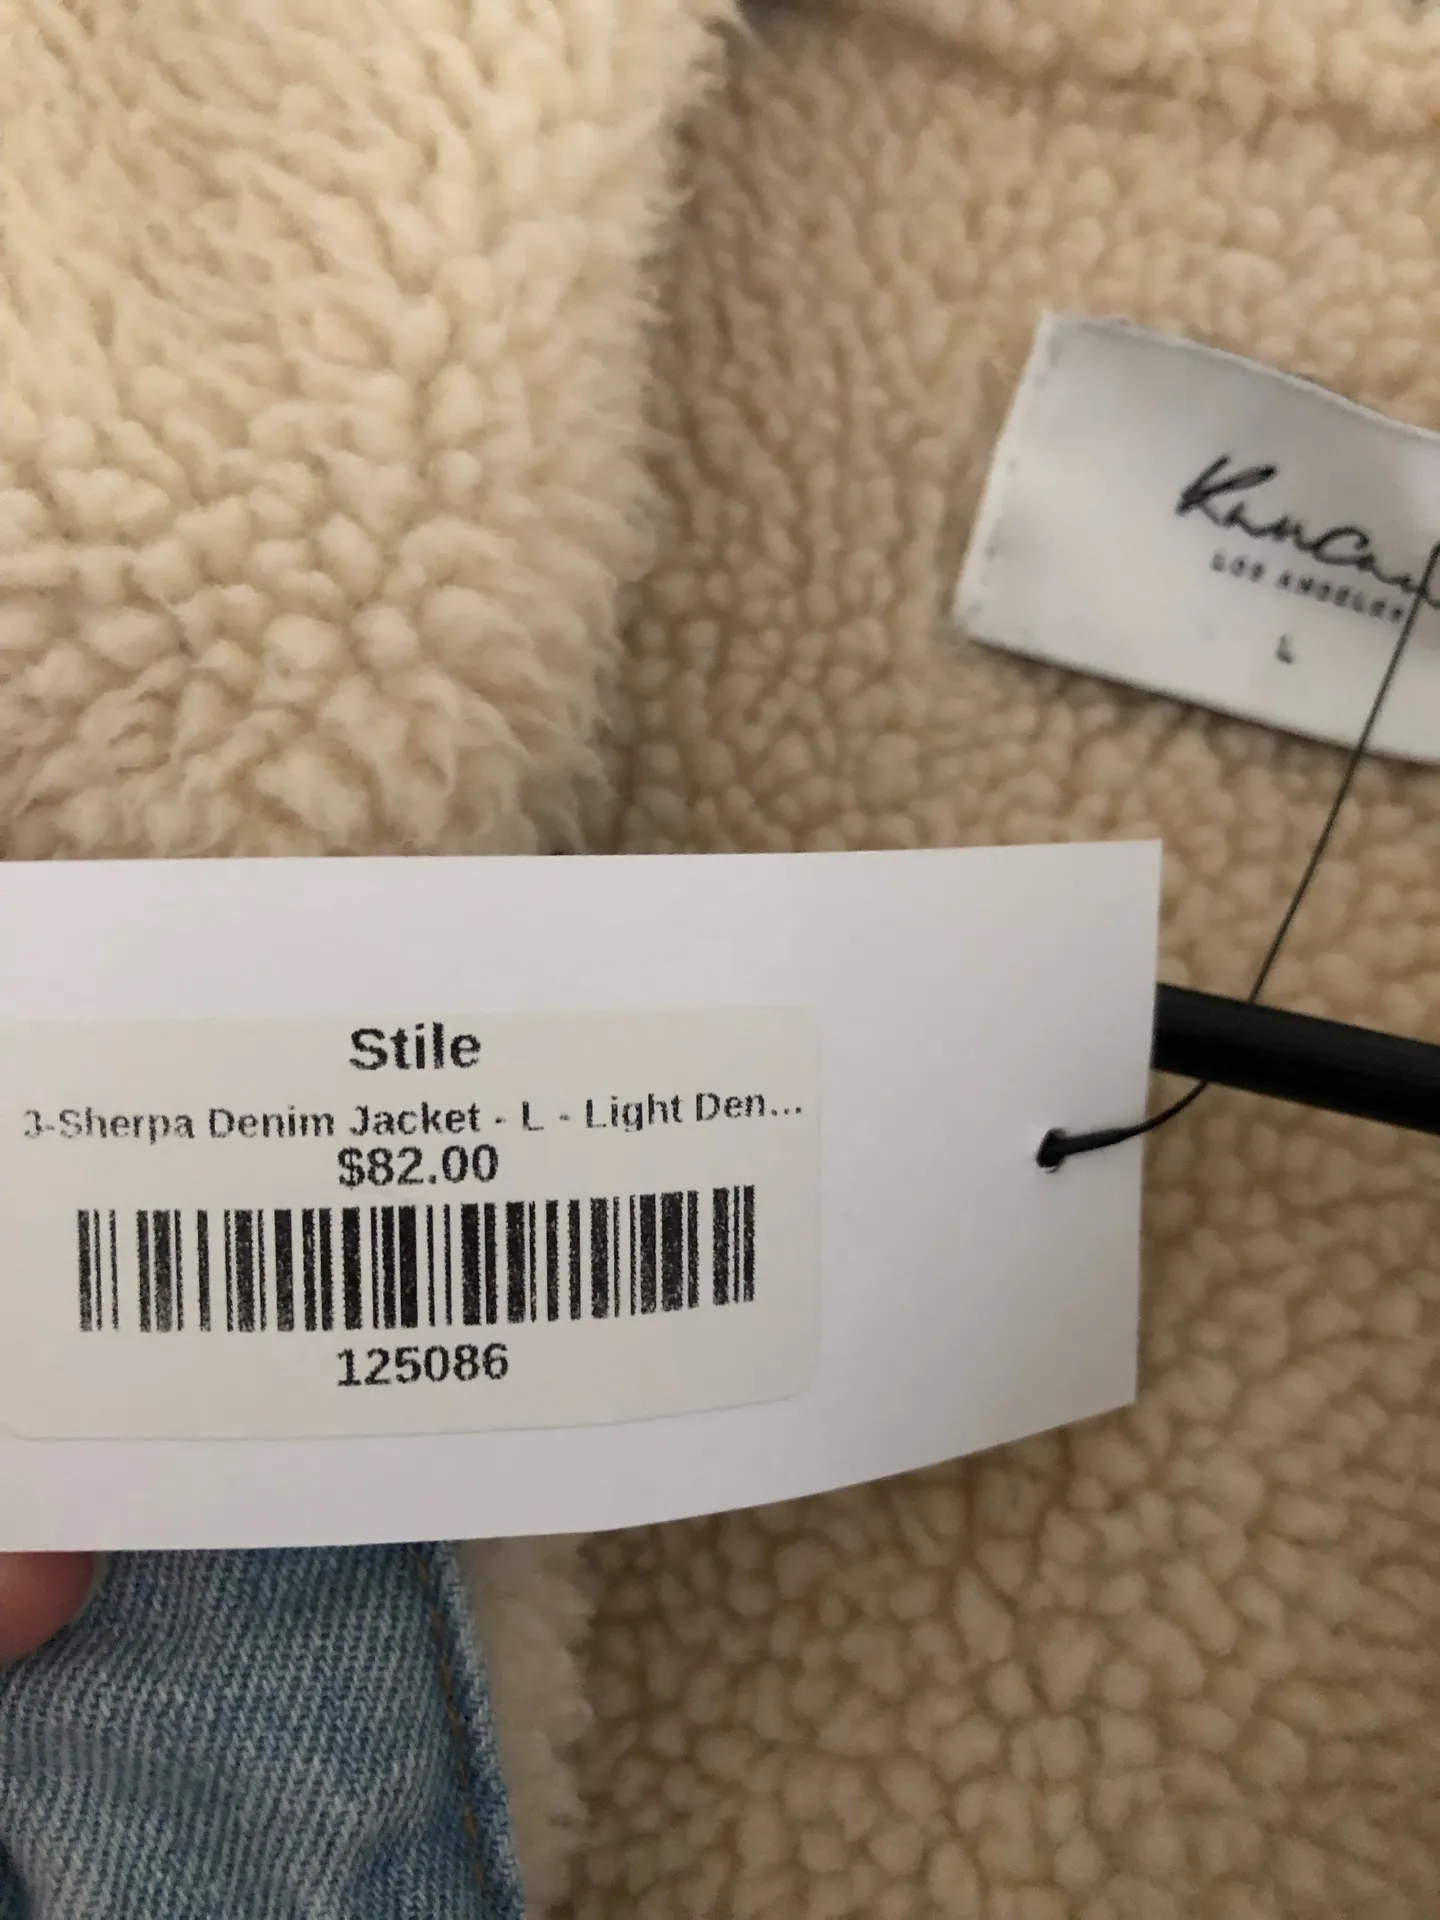 LOS ANGELES
L
Stile
3-Sherpa Denim Jacket - L - Light Den...
$82.00
125086